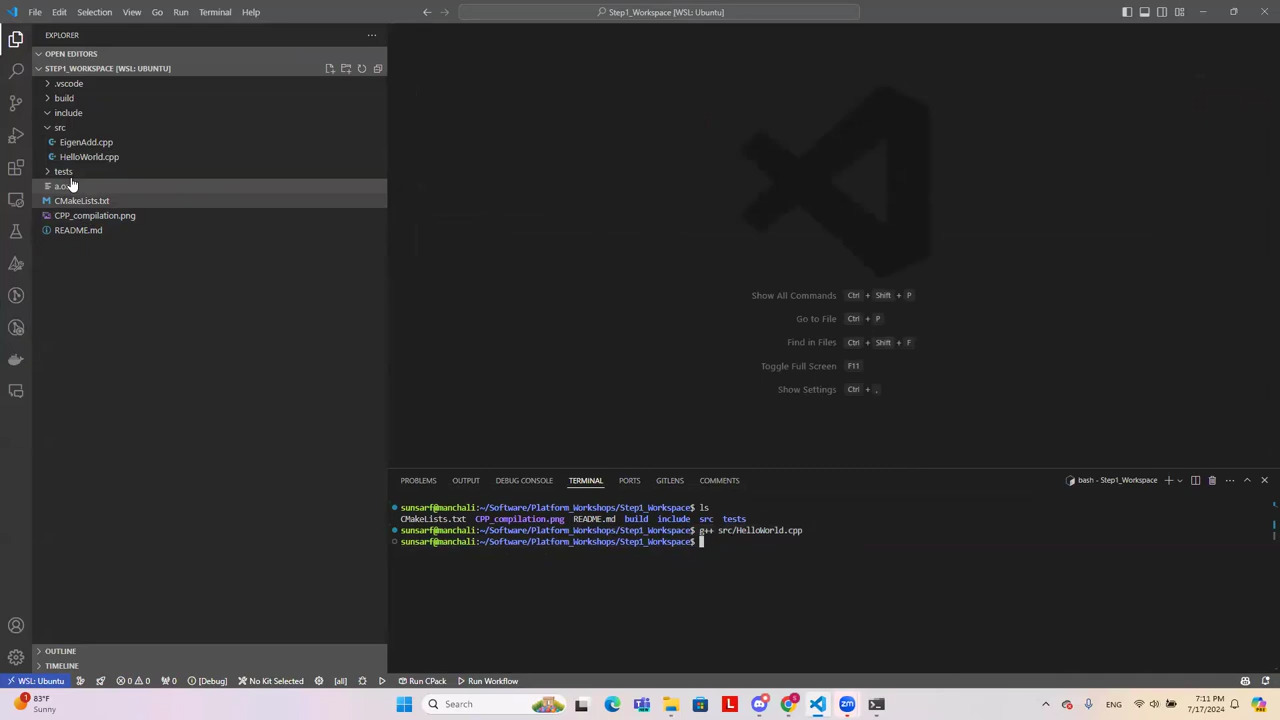 File Edit Selection View Go Run Terminal Help
Step1_Workspace [WSL: Ubuntu]
EXPLORER
OPEN EDITORS
STEP1_WORKSPACE [WSL: UBUNTU]
.vscode
build
include
src
EigenAdd.cpp
HelloWorld.cpp
tests
CMakeLists.txt
CPP_compilation.png
README.md
Show All Commands Ctrl + Shift + P
Go to File Ctrl + P
Find in Files Ctrl + Shift + F
Toggle Full Screen F11
Show Settings Ctrl + ,
PROBLEMS OUTPUT DEBUG CONSOLE TERMINAL PORTS GITLENS COMMENTS
bash - Step1_Workspace
sunsarf@manchali:~/Software/Platform_Workshops/Step1_Workspace$ ls
CMakeLists.txt CPP_compilation.png README.md build include src tests
sunsarf@manchali:~/Software/Platform_Workshops/Step1_Workspace$ g++ src/HelloWorld.cpp
sunsarf@manchali:~/Software/Platform_Workshops/Step1_Workspace$
OUTLINE
TIMELINE
WSL: Ubuntu 0 0 0 [Debug] No Kit Selected [all] Run CPack Run Workflow
83°F
Sunny
Search
ENG
7:11 PM
7/17/2024